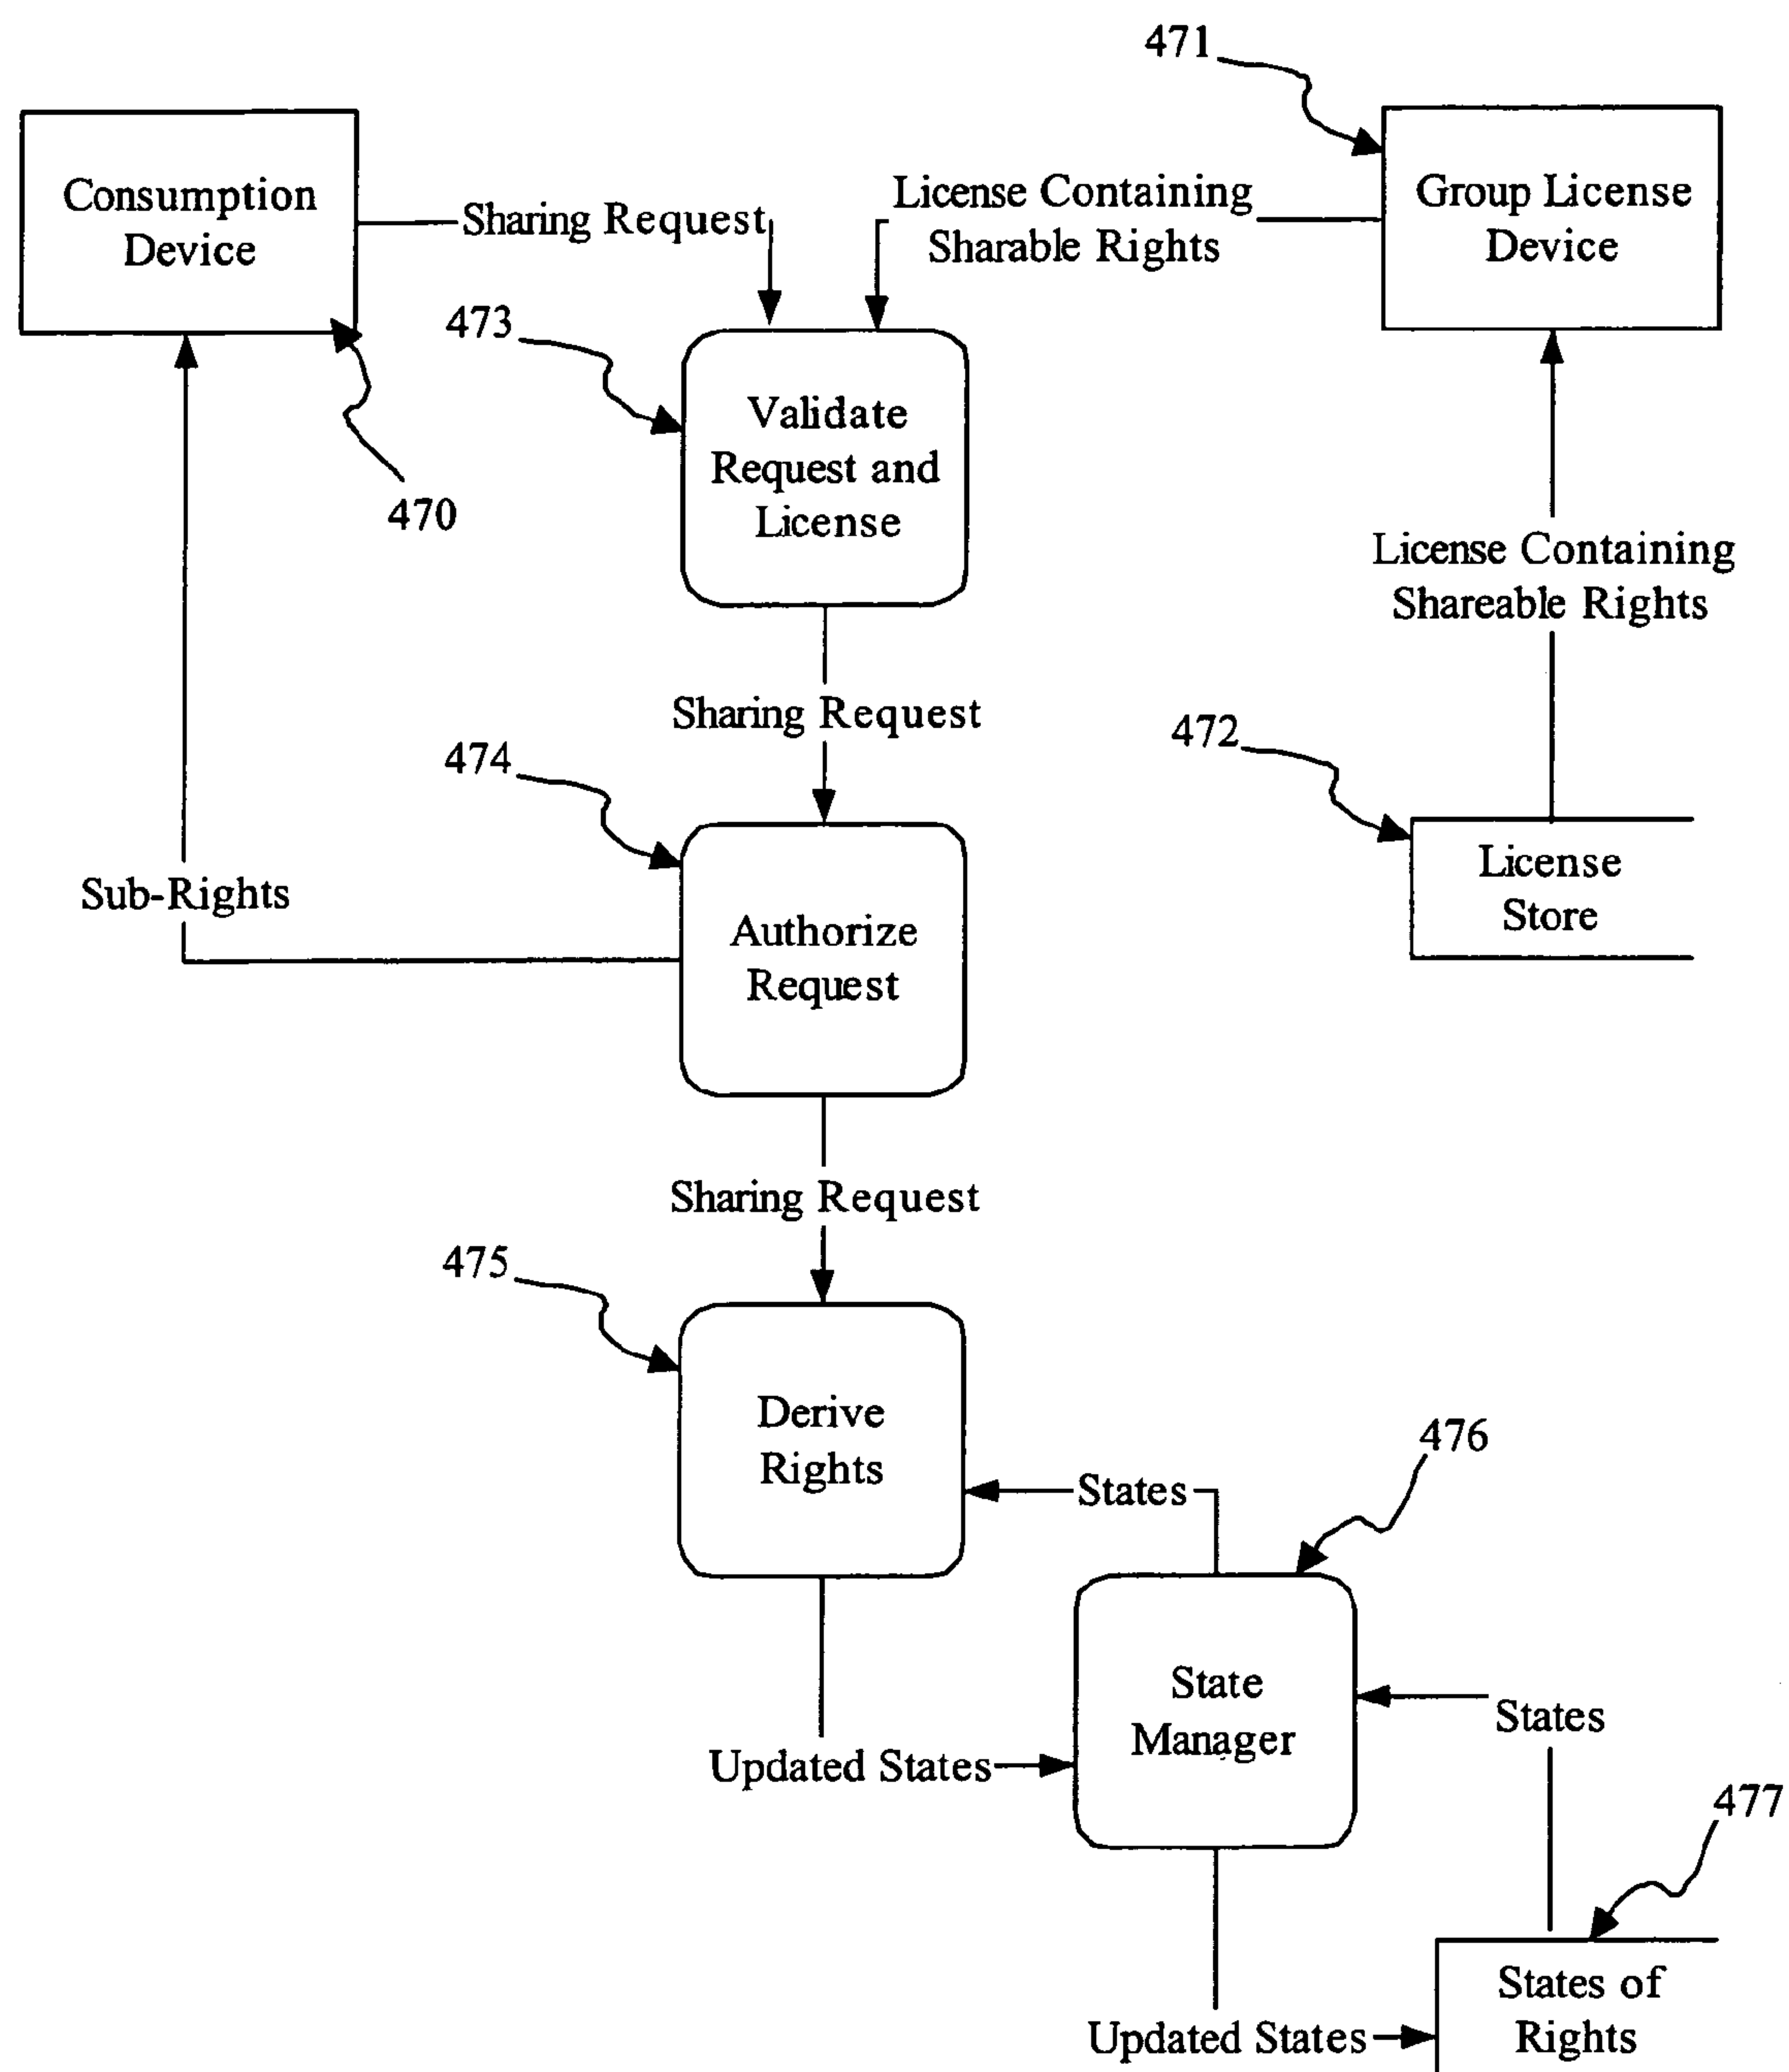 471
Consumption
Device
Sharing Request
License Containing
Sharable Rights
Group License
Device
473
Validate
Request and
License
470
License Containing
Shareable Rights
Sharing Request
472
474
License
Store
Sub-Rights
Authorize
Request
Sharing Request
475
Derive
Rights
476
States
State
Manager
States
Updated States
477
States of
Rights
Updated States